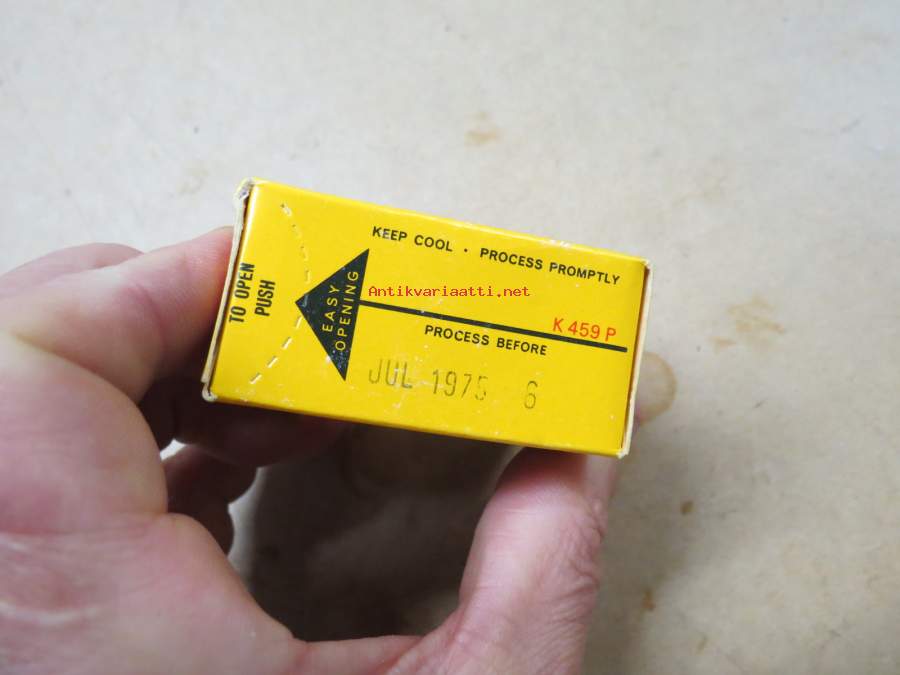 KEEP COOL · PROCESS PROMPTLY
TO OPEN
PUSH
EASY
OPENING
Antikvariaatti.net
K 459 P
PROCESS BEFORE
JUL 1975 6